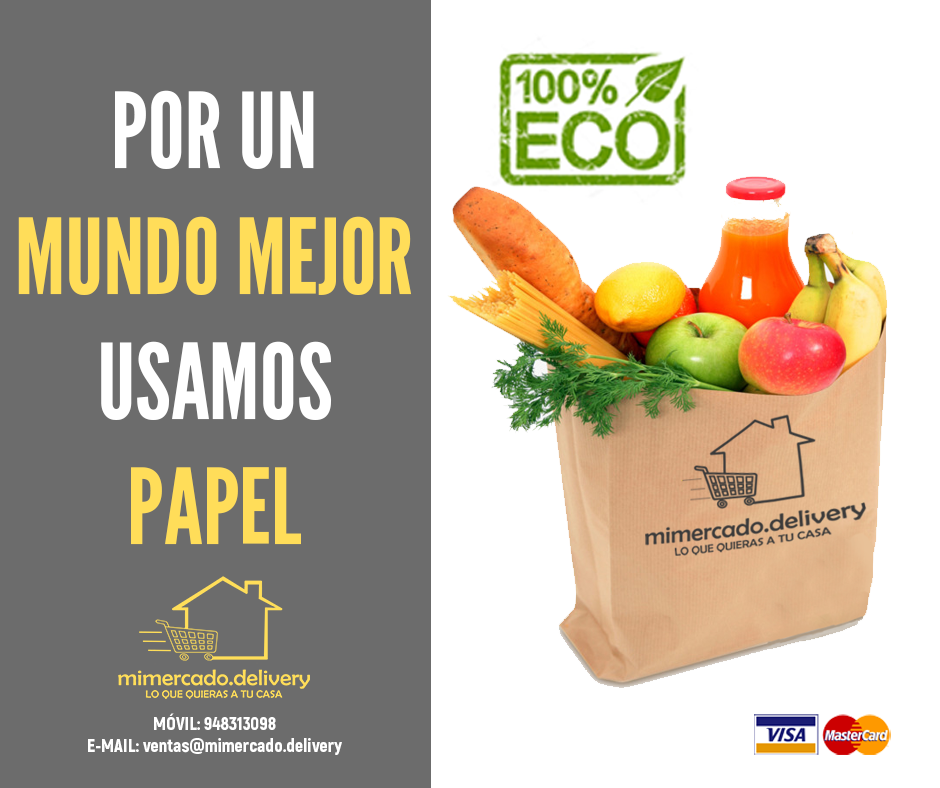 POR UN
MUNDO MEJOR
USAMOS
PAPEL
mimercado.delivery
LO QUE QUIERAS A TU CASA
MÓVIL: 948313098
E-MAIL: ventas@mimercado.delivery
100%
ECO
mimercado.delivery
LO QUE QUIERAS A TU CASA
VISA
MasterCard